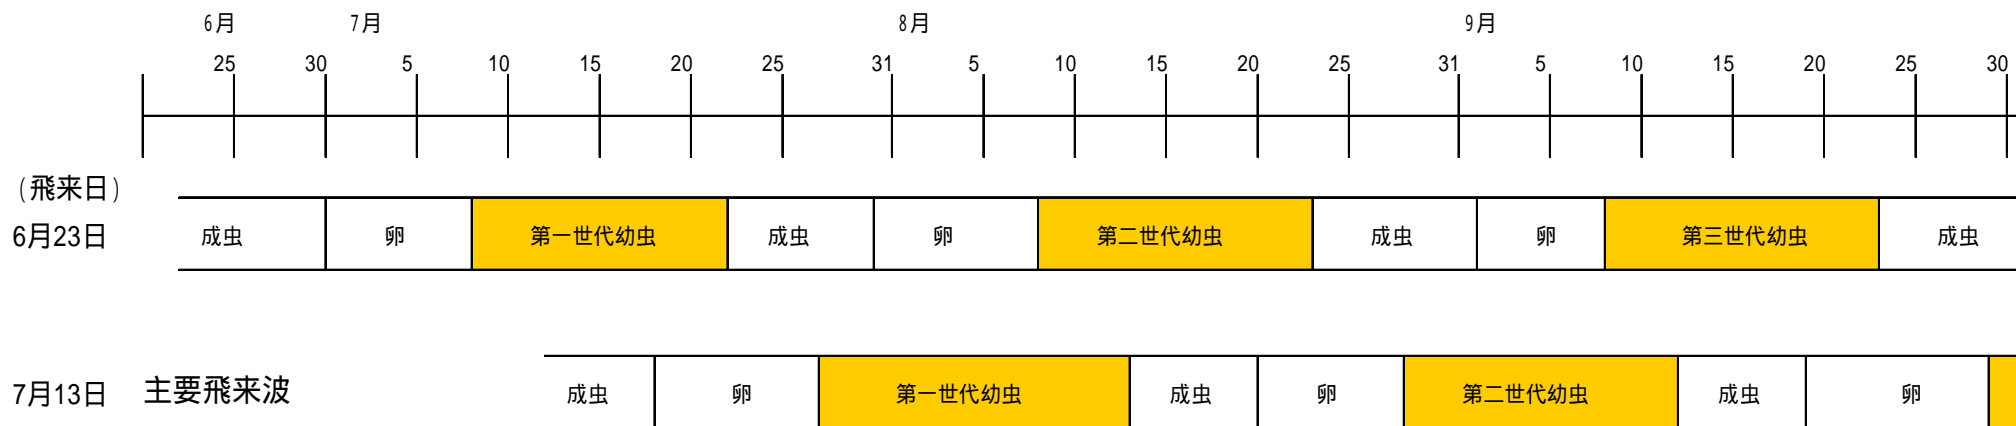 6月 7月 8月 9月
25 30 5 10 15 20 25 31 5 10 15 20 25 31 5 10 15 20 25 30
(飛来日)
6月23日 成虫 卵 第一世代幼虫 成虫 卵 第二世代幼虫 成虫 卵 第三世代幼虫 成虫
7月13日 主要飛来波 成虫 卵 第一世代幼虫 成虫 卵 第二世代幼虫 成虫 卵